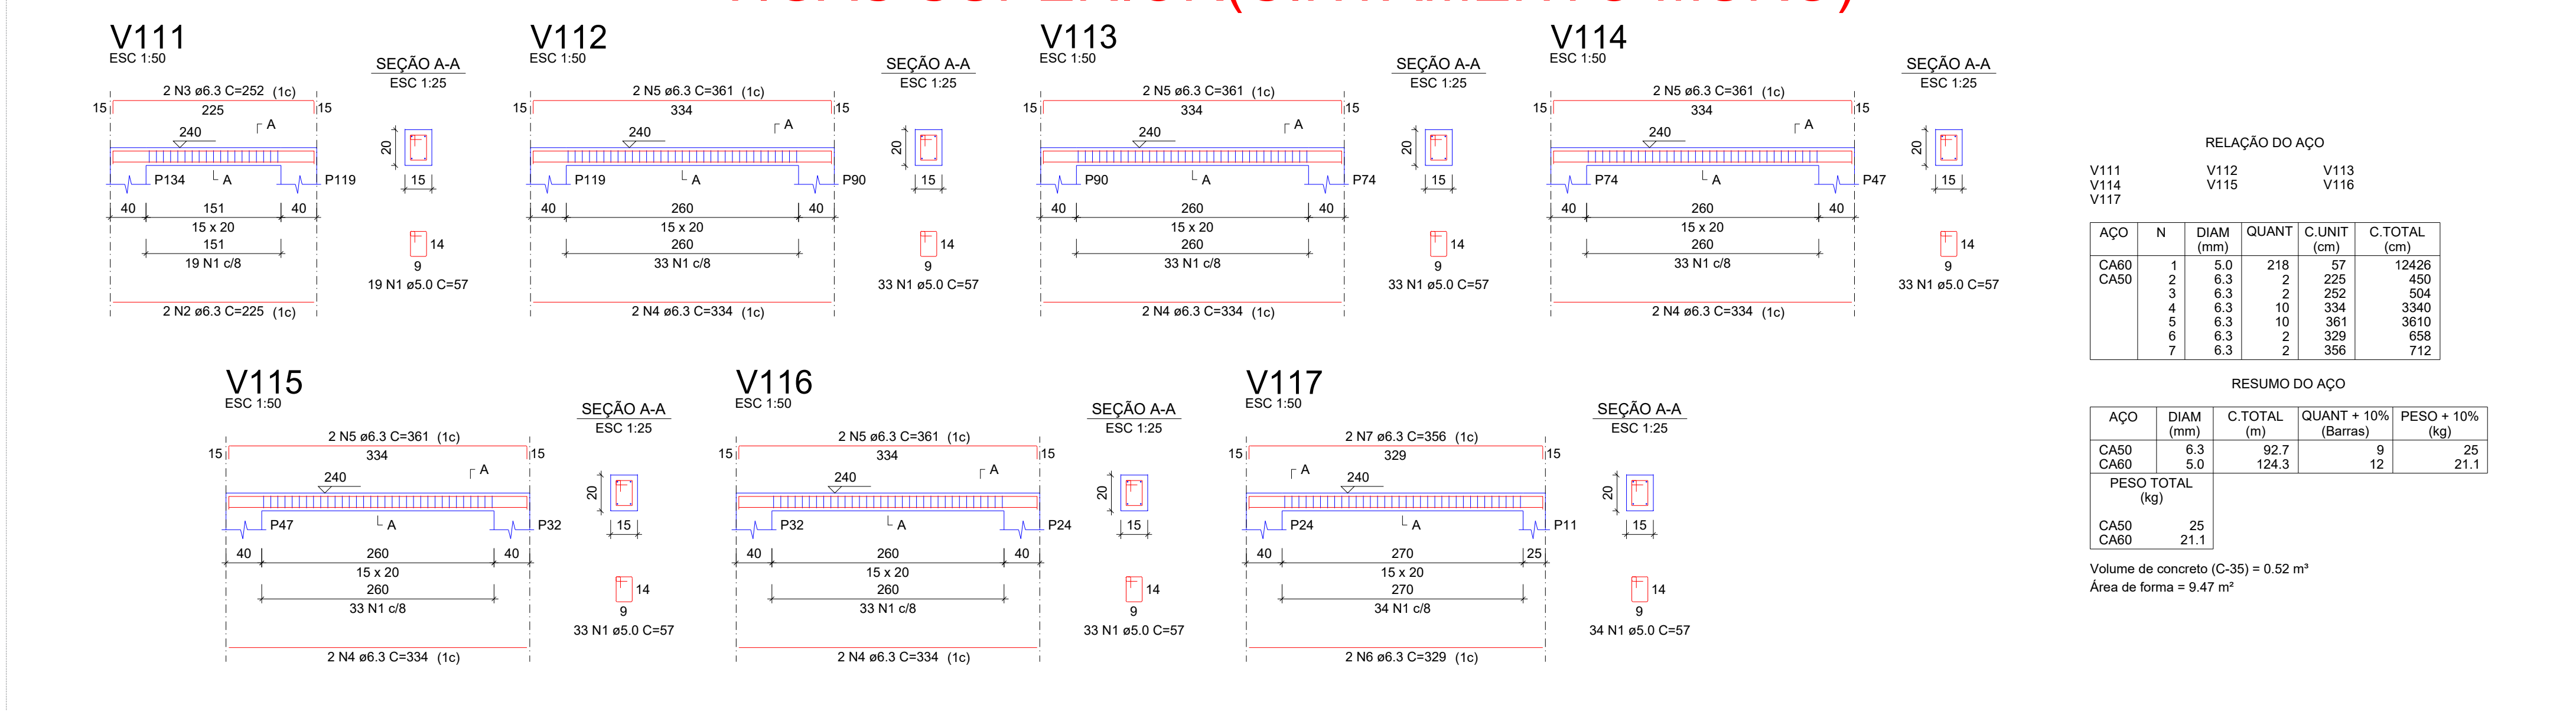 V111
ESC 1:50
SEÇÃO A-A
ESC 1:25
2 N3 ø6.3 C=252 (1c)
15 225 15
A
240
20
P134 A P119
15
40 151 40
15 x 20
151
14
19 N1 c/8
9
19 N1 ø5.0 C=57
2 N2 ø6.3 C=225 (1c)
V112
ESC 1:50
SEÇÃO A-A
ESC 1:25
2 N5 ø6.3 C=361 (1c)
15 334 15
A
240
20
P119 A P90
15
40 260 40
15 x 20
260
14
33 N1 c/8
9
33 N1 ø5.0 C=57
2 N4 ø6.3 C=334 (1c)
V113
ESC 1:50
SEÇÃO A-A
ESC 1:25
2 N5 ø6.3 C=361 (1c)
15 334 15
A
240
20
P90 A P74
15
40 260 40
15 x 20
260
14
33 N1 c/8
9
33 N1 ø5.0 C=57
2 N4 ø6.3 C=334 (1c)
V114
ESC 1:50
SEÇÃO A-A
ESC 1:25
2 N5 ø6.3 C=361 (1c)
15 334 15
A
240
20
P74 A P47
15
40 260 40
15 x 20
260
14
33 N1 c/8
9
33 N1 ø5.0 C=57
2 N4 ø6.3 C=334 (1c)
V115
ESC 1:50
SEÇÃO A-A
ESC 1:25
2 N5 ø6.3 C=361 (1c)
15 334 15
A
240
20
P47 A P32
15
40 260 40
15 x 20
260
14
33 N1 c/8
9
33 N1 ø5.0 C=57
2 N4 ø6.3 C=334 (1c)
V116
ESC 1:50
SEÇÃO A-A
ESC 1:25
2 N5 ø6.3 C=361 (1c)
15 334 15
A
240
20
P32 A P24
15
40 260 40
15 x 20
260
14
33 N1 c/8
9
33 N1 ø5.0 C=57
2 N4 ø6.3 C=334 (1c)
V117
ESC 1:50
SEÇÃO A-A
ESC 1:25
2 N7 ø6.3 C=356 (1c)
15 329 15
A
240
20
P24 A P11
15
40 270 25
15 x 20
270
14
34 N1 c/8
9
34 N1 ø5.0 C=57
2 N6 ø6.3 C=329 (1c)
RELAÇÃO DO AÇO
V111 V112 V113
V114 V115 V116
V117
AÇO N DIAM QUANT C.UNIT C.TOTAL
(mm) (cm) (cm)
CA60 1 5.0 218 57 12426
CA50 2 6.3 2 225 450
3 6.3 2 252 504
4 6.3 10 334 3340
5 6.3 10 361 3610
6 6.3 2 329 658
7 6.3 2 356 712
RESUMO DO AÇO
AÇO DIAM C.TOTAL QUANT + 10% PESO + 10%
(mm) (m) (Barras) (kg)
CA50 6.3 92.7 9 25
CA60 5.0 124.3 12 21.1
PESO TOTAL
(kg)
CA50 25
CA60 21.1
Volume de concreto (C-35) = 0.52 m³
Área de forma = 9.47 m²